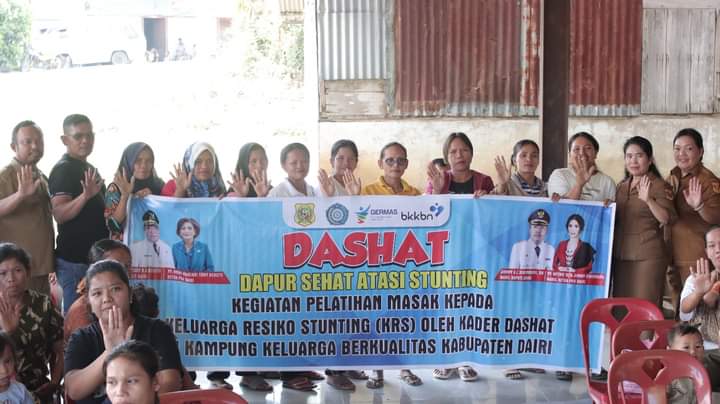 GERMAS
bkkbn
DASHAT
DAPUR SEHAT ATASI STUNTING
KEGIATAN PELATIHAN MASAK KEPADA
KELUARGA RESIKO STUNTING (KRS) OLEH KADER DASHAT
KAMPUNG KELUARGA BERKUALITAS KABUPATEN DAIRI